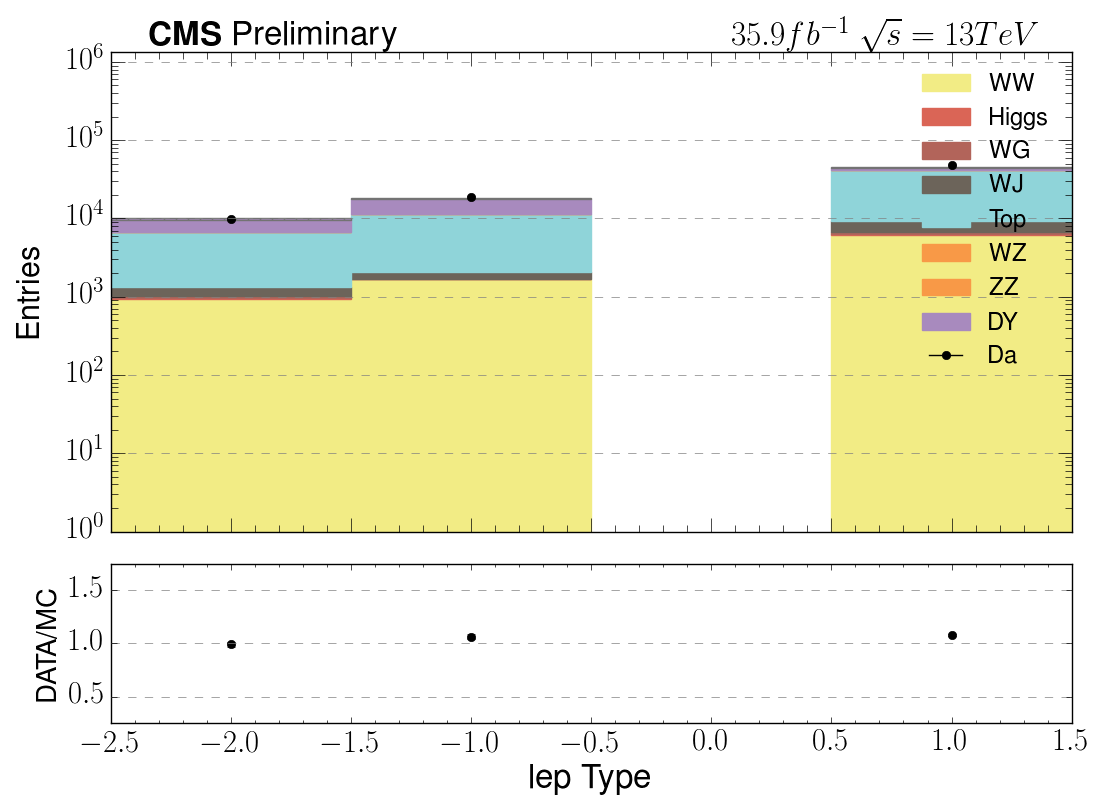 CMS Preliminary 35.9fb⁻¹ √s = 13TeV
10⁶
10⁵
10⁴
10³
10²
10¹
10⁰
Entries
WW
Higgs
WG
WJ
Top
WZ
ZZ
DY
Da
1.5
1.0
0.5
DATA/MC
−2.5 −2.0 −1.5 −1.0 −0.5 0.0 0.5 1.0 1.5
lep Type